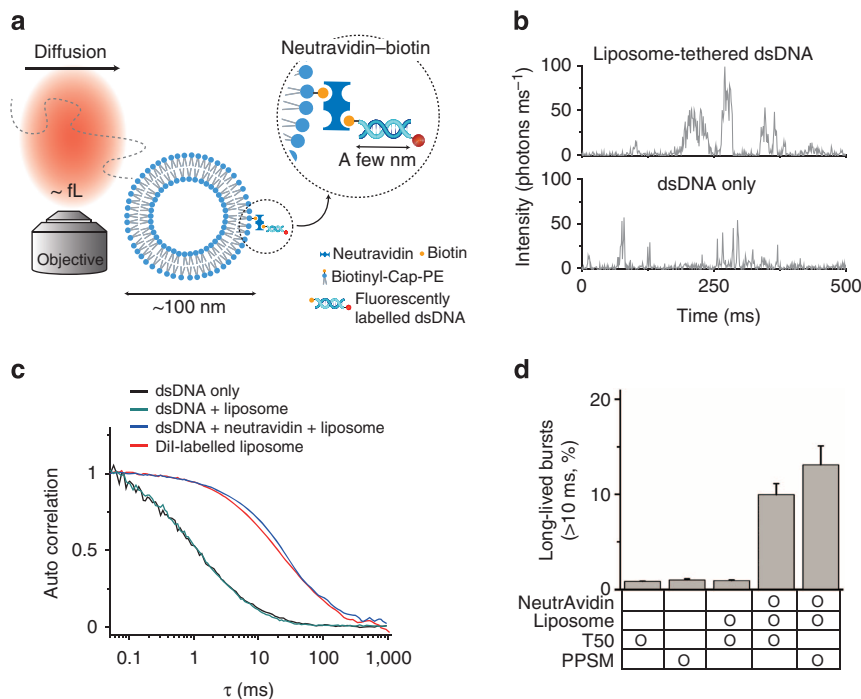 a
Diffusion
~ fL
Objective
~100 nm
Neutravidin–biotin
A few nm
Neutravidin Biotin
Biotinyl-Cap-PE
Fluorescently
labelled dsDNA
b
Liposome-tethered dsDNA
100
50
0
dsDNA only
100
50
0
0 250 500
Time (ms)
Intensity (photons ms⁻¹)
c
dsDNA only
dsDNA + liposome
dsDNA + neutravidin + liposome
Dil-labelled liposome
Auto correlation
1
0.5
0
0.1 1 10 100 1,000
τ (ms)
d
Long-lived bursts
(>10 ms, %)
20
10
0
NeutrAvidin O O
Liposome O O O
T50 O O O
PPSM O O